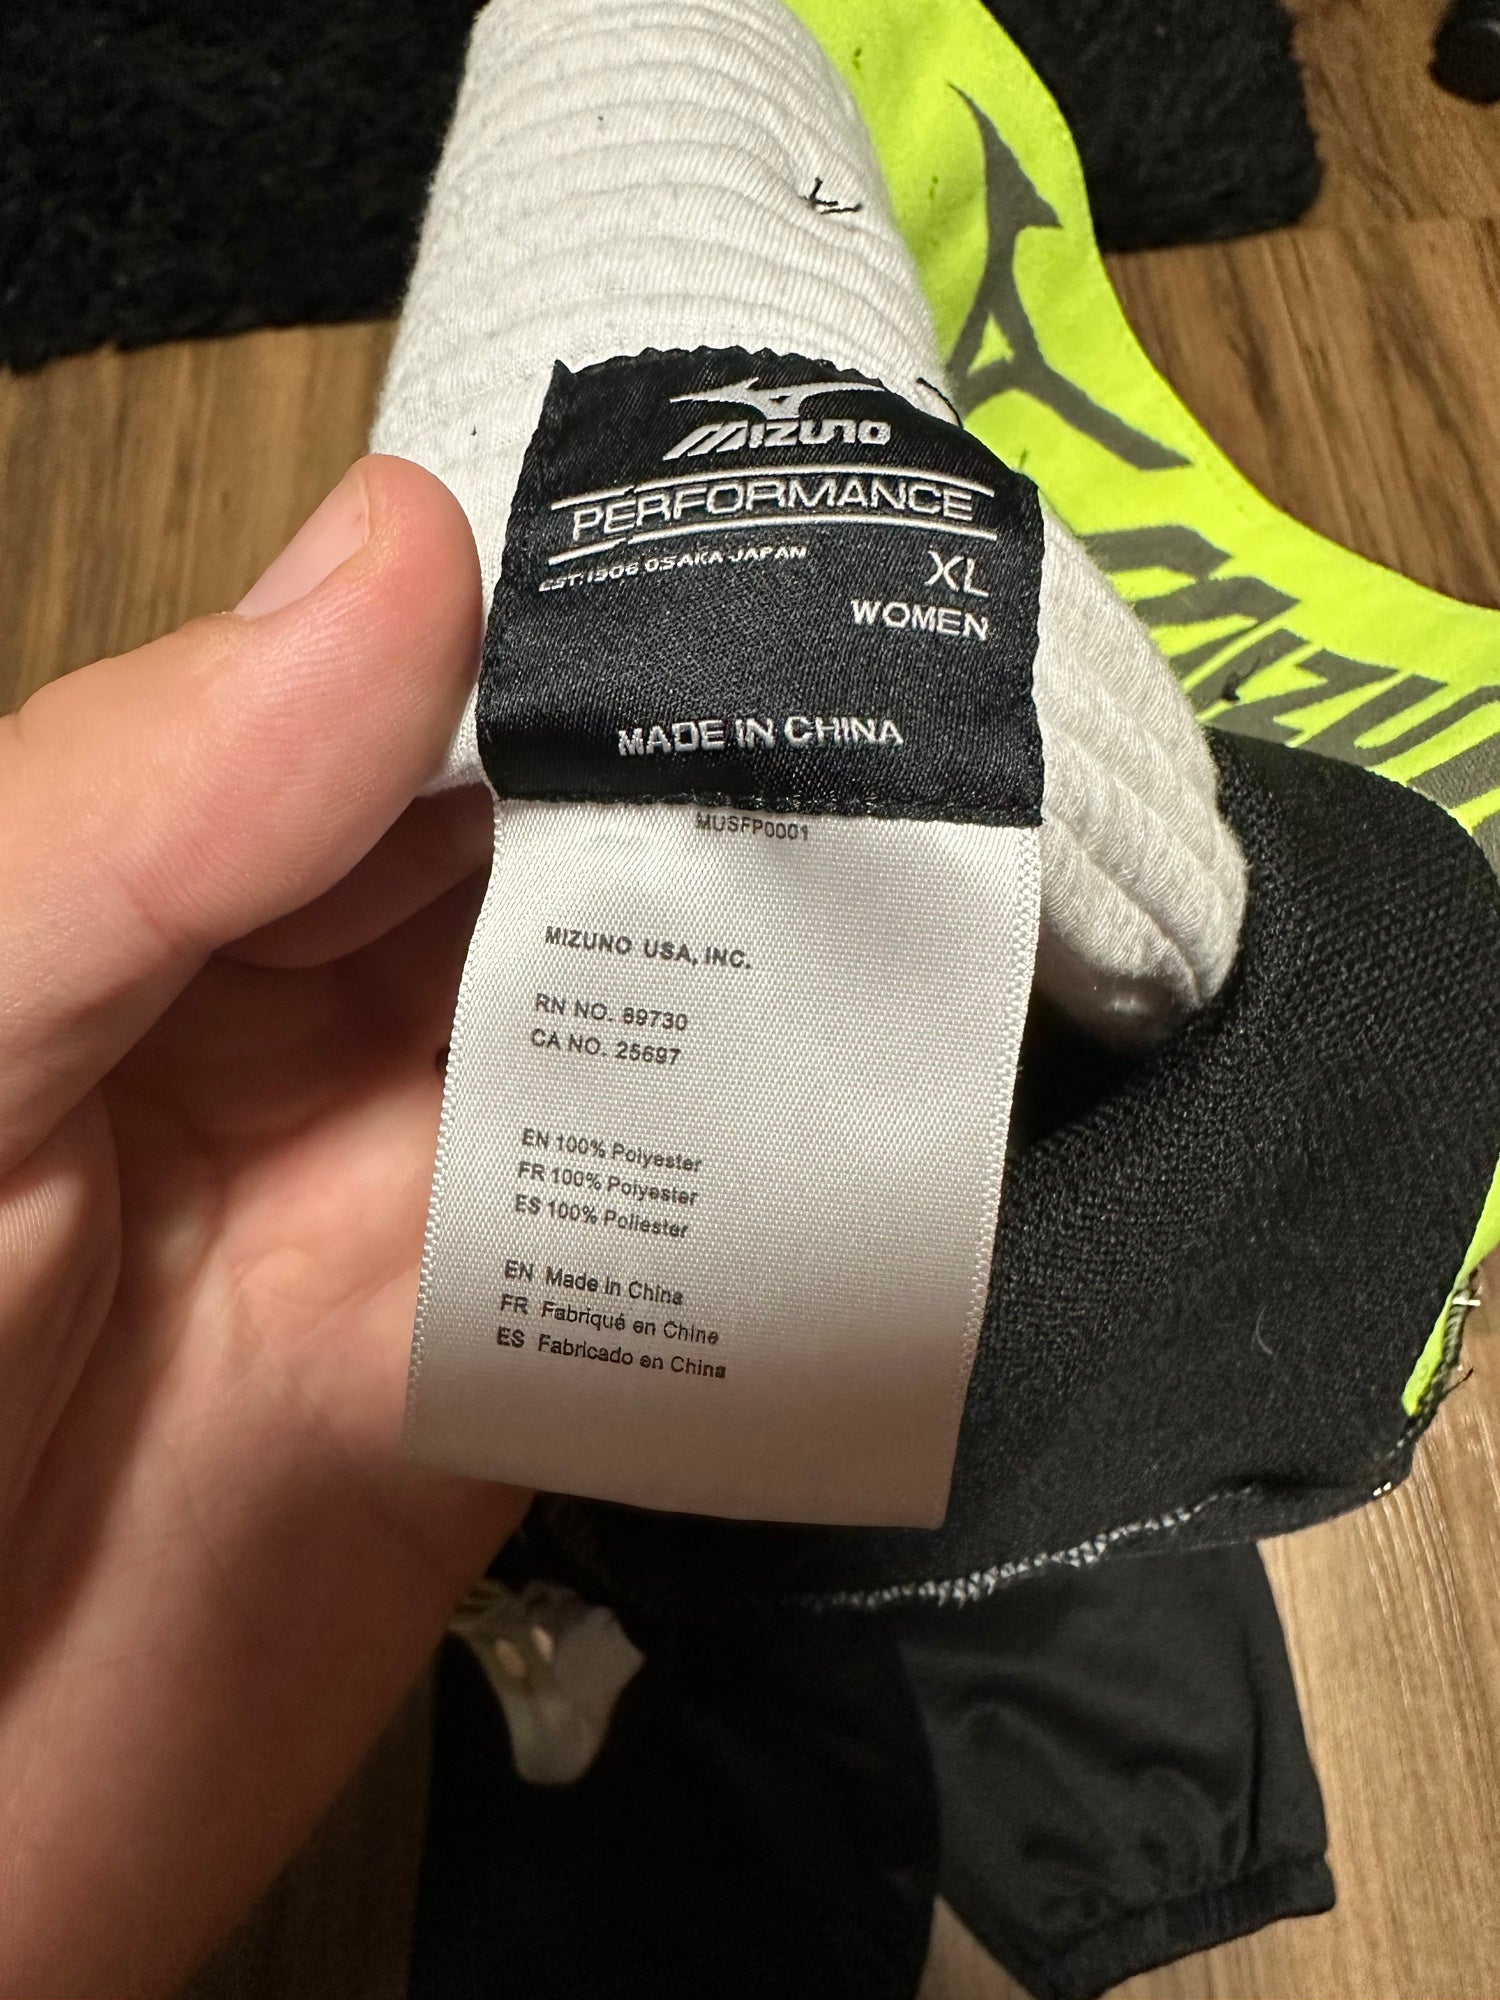 MIZUNO
PERFORMANCE
EST. 1906 OSAKA JAPAN
XL
WOMEN
MADE IN CHINA
MUSFP0001
MIZUNO USA, INC.
RN NO. 89730
CA NO. 25697
EN 100% Polyester
FR 100% Polyester
ES 100% Poliester
EN Made in China
FR Fabriqué en Chine
ES Fabricado en China
MIZUNO